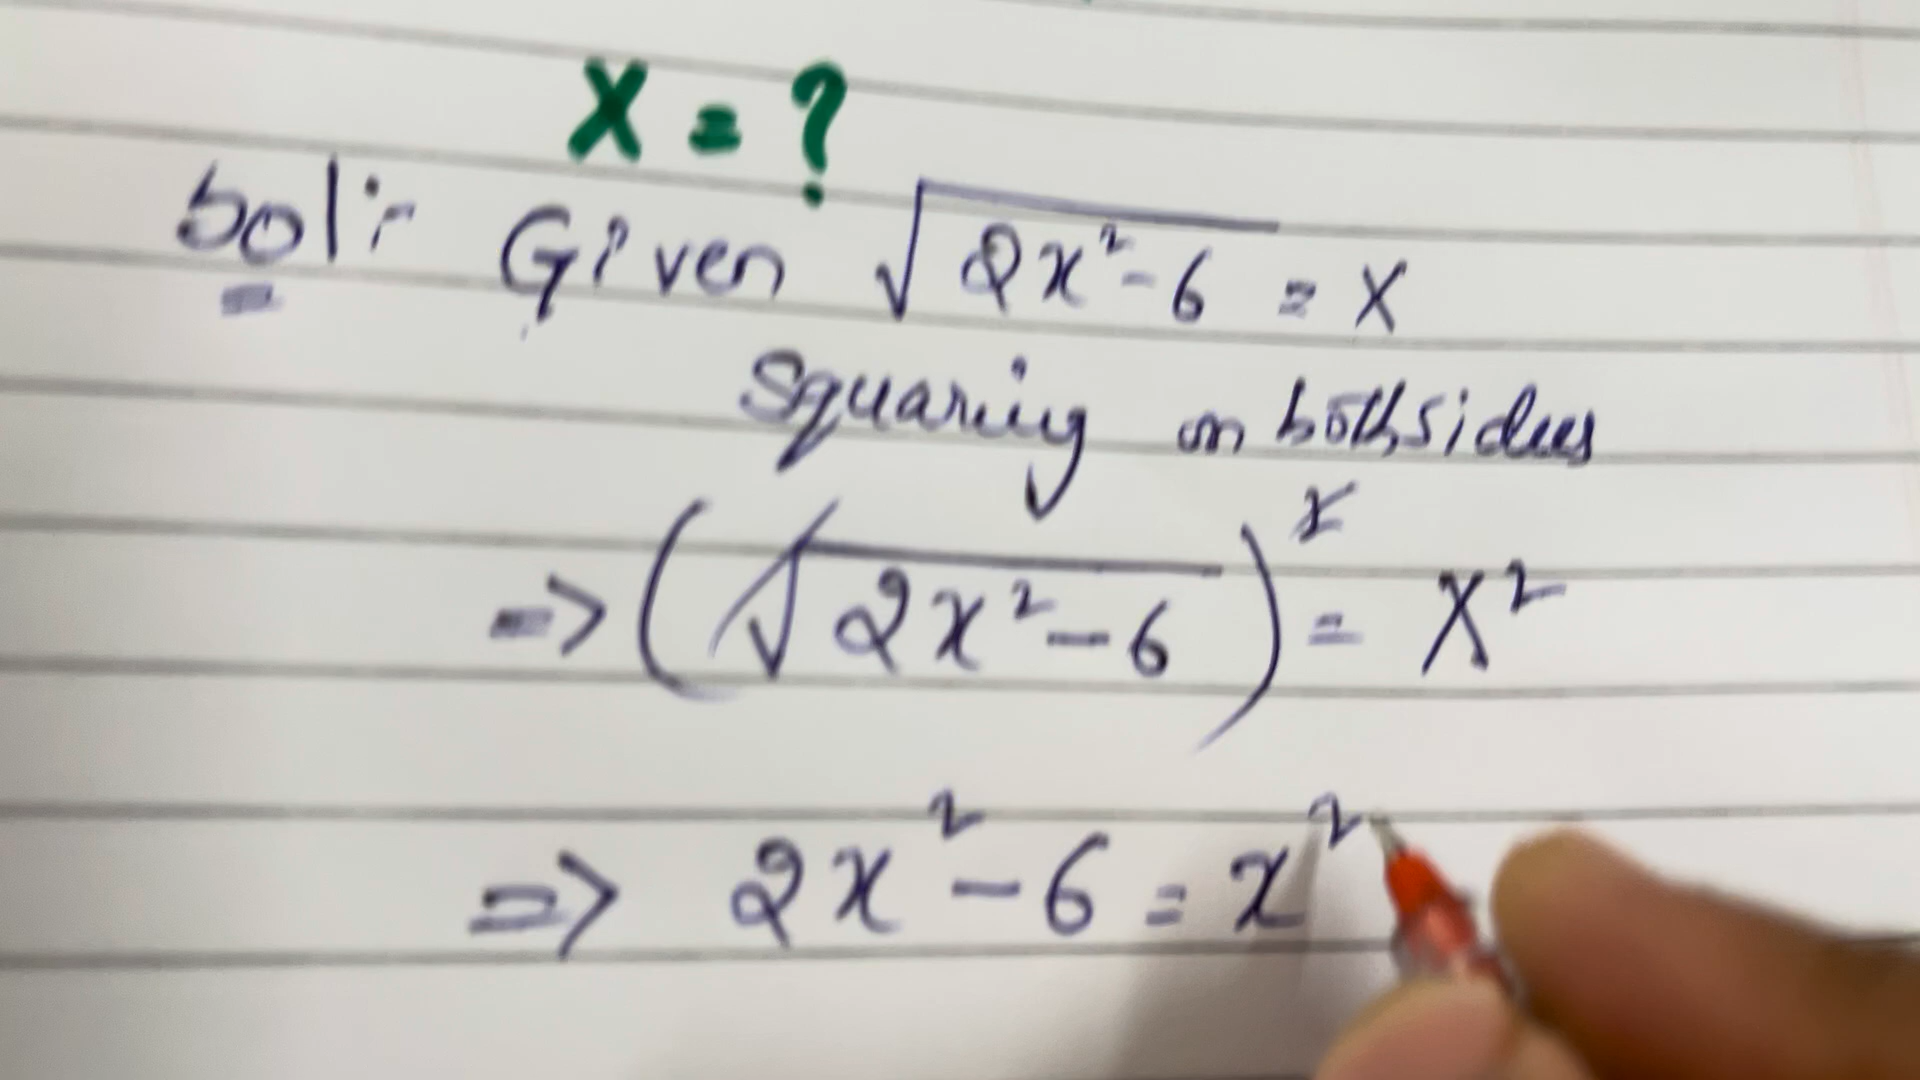 X = ?
Sol:- Given √2x²-6 = x
Squaring on both sides
=> (√2x²-6)² = x²
=> 2x²-6 = x²